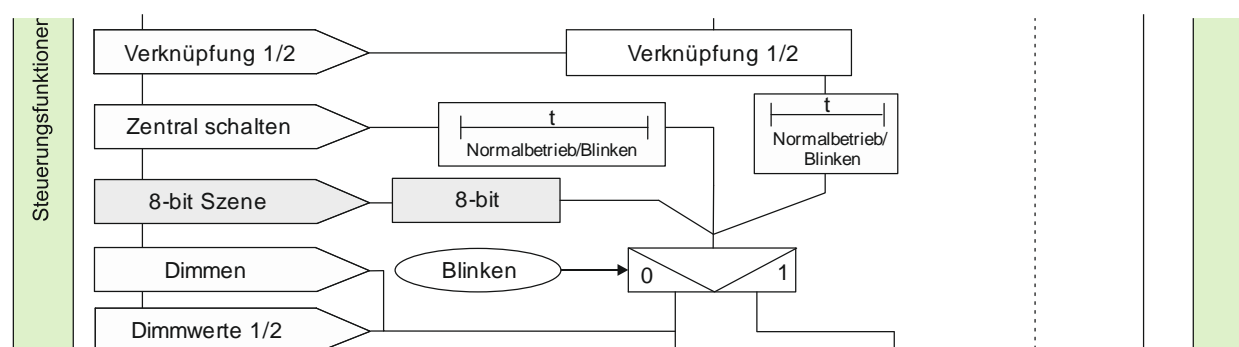 Steuerungsfunktionen
Verknüpfung 1/2
Verknüpfung 1/2
Zentral schalten
t
Normalbetrieb/Blinken
t
Normalbetrieb/
Blinken
8-bit Szene
8-bit
Dimmen
Blinken
0
1
Dimmwerte 1/2